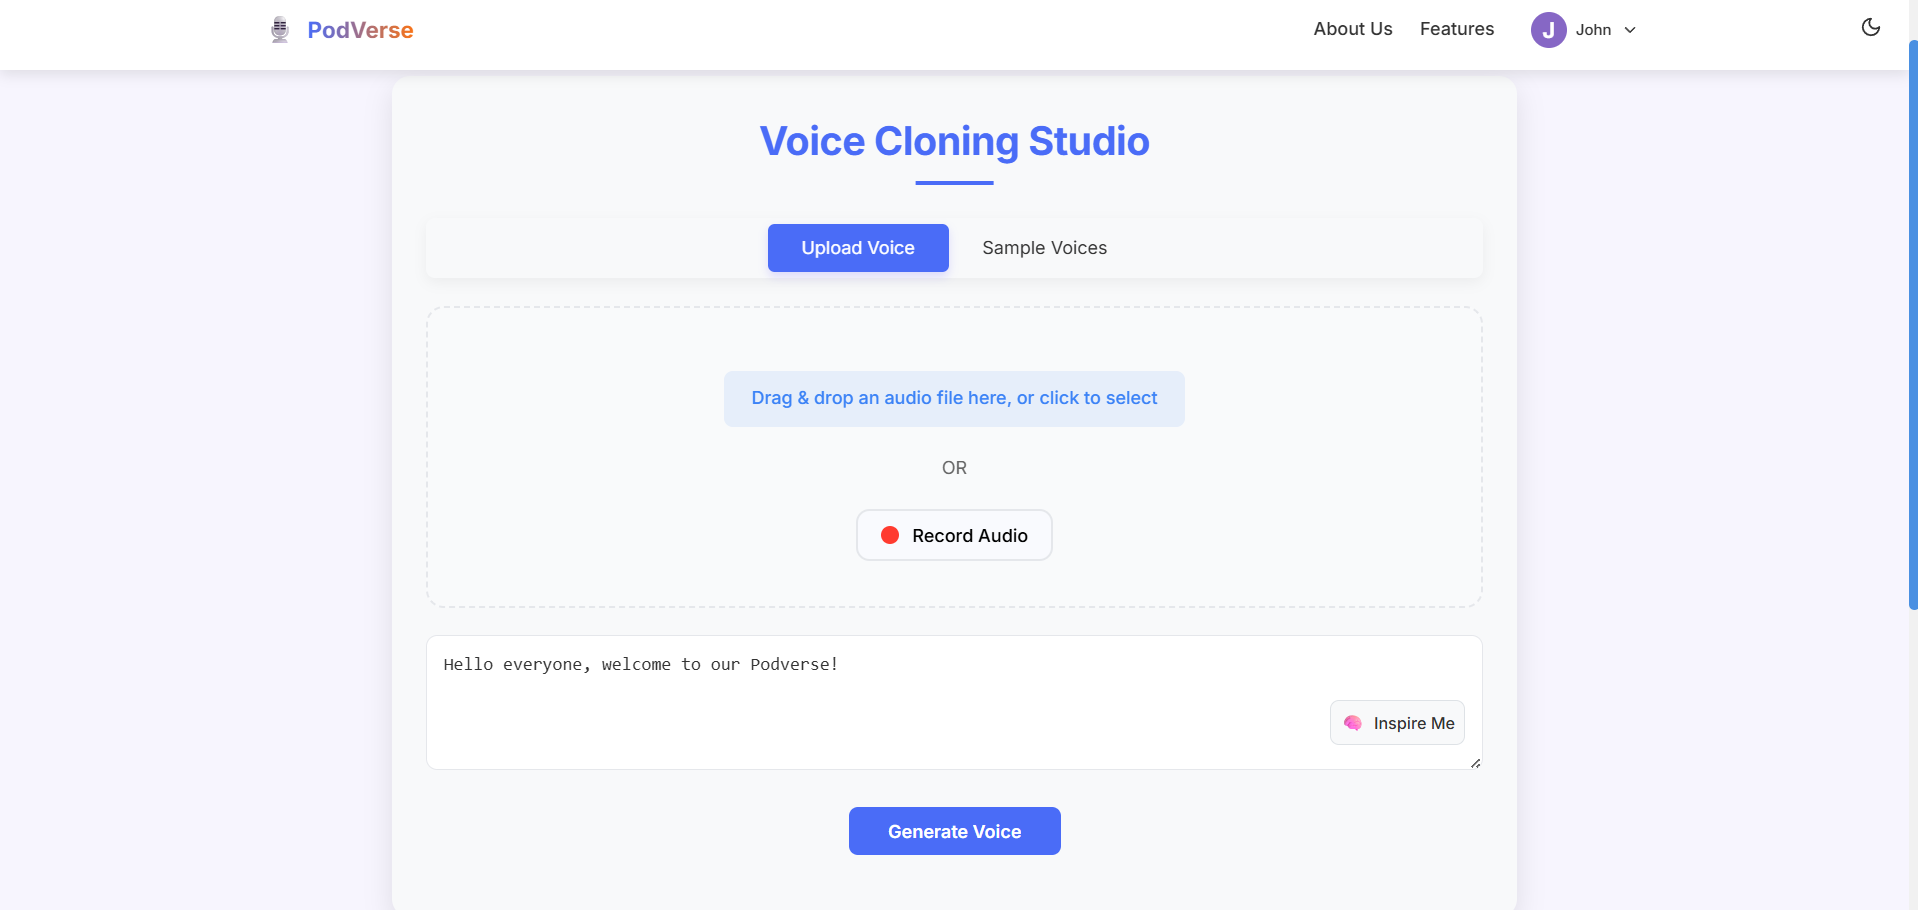 PodVerse
About Us Features J John
Voice Cloning Studio
Upload Voice Sample Voices
Drag & drop an audio file here, or click to select
OR
Record Audio
Hello everyone, welcome to our Podverse!
Inspire Me
Generate Voice